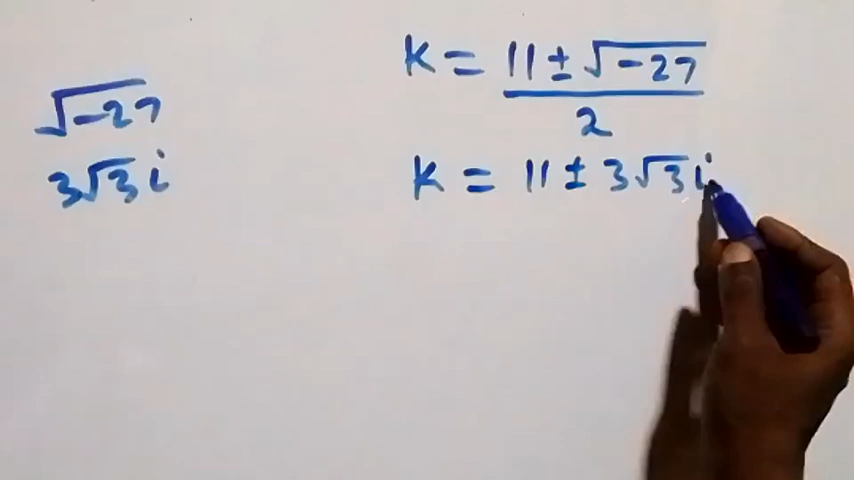 √-27
3√3 i
K = 11 ± √-27
2
K = 11 ± 3√3 i